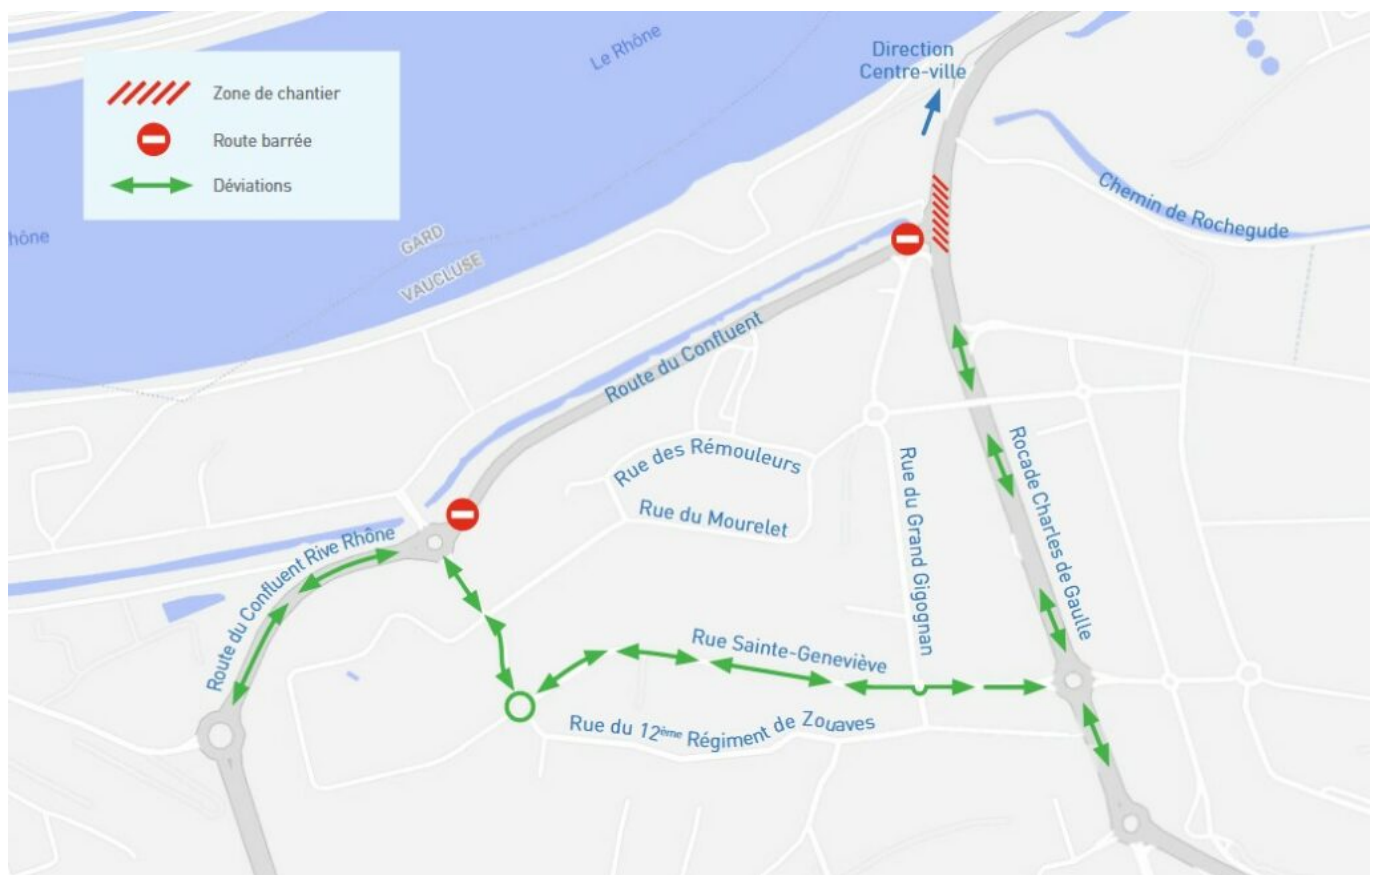 Le Rhône
Direction
Centre-ville
Zone de chantier
Route barrée
Déviations
Chemin de Rochegude
hône
GARD
VAUCLUSE
Route du Confluent
Rue des Rémouleurs
Rue du Mourelet
Rue du Grand Gigognan
Rocade Charles de Gaulle
Route du Confluent Rive Rhône
Rue Sainte-Geneviève
Rue du 12ème Régiment de Zouaves